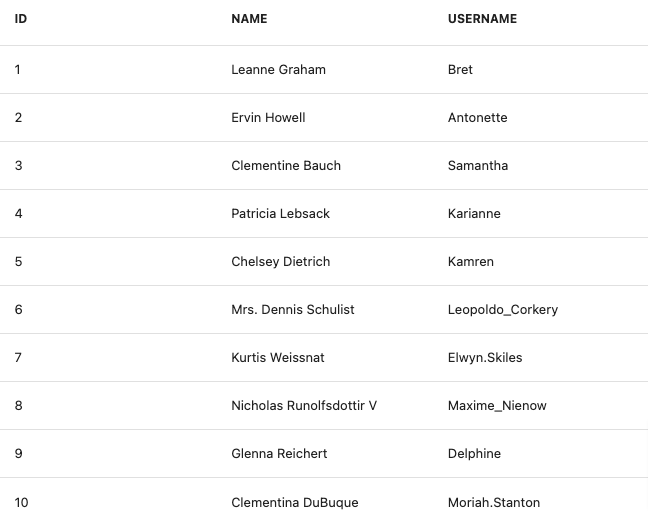 ID NAME USERNAME
1 Leanne Graham Bret
2 Ervin Howell Antonette
3 Clementine Bauch Samantha
4 Patricia Lebsack Karianne
5 Chelsey Dietrich Kamren
6 Mrs. Dennis Schulist Leopoldo_Corkery
7 Kurtis Weissnat Elwyn.Skiles
8 Nicholas Runolfsdottir V Maxime_Nienow
9 Glenna Reichert Delphine
10 Clementina DuBuque Moriah.Stanton